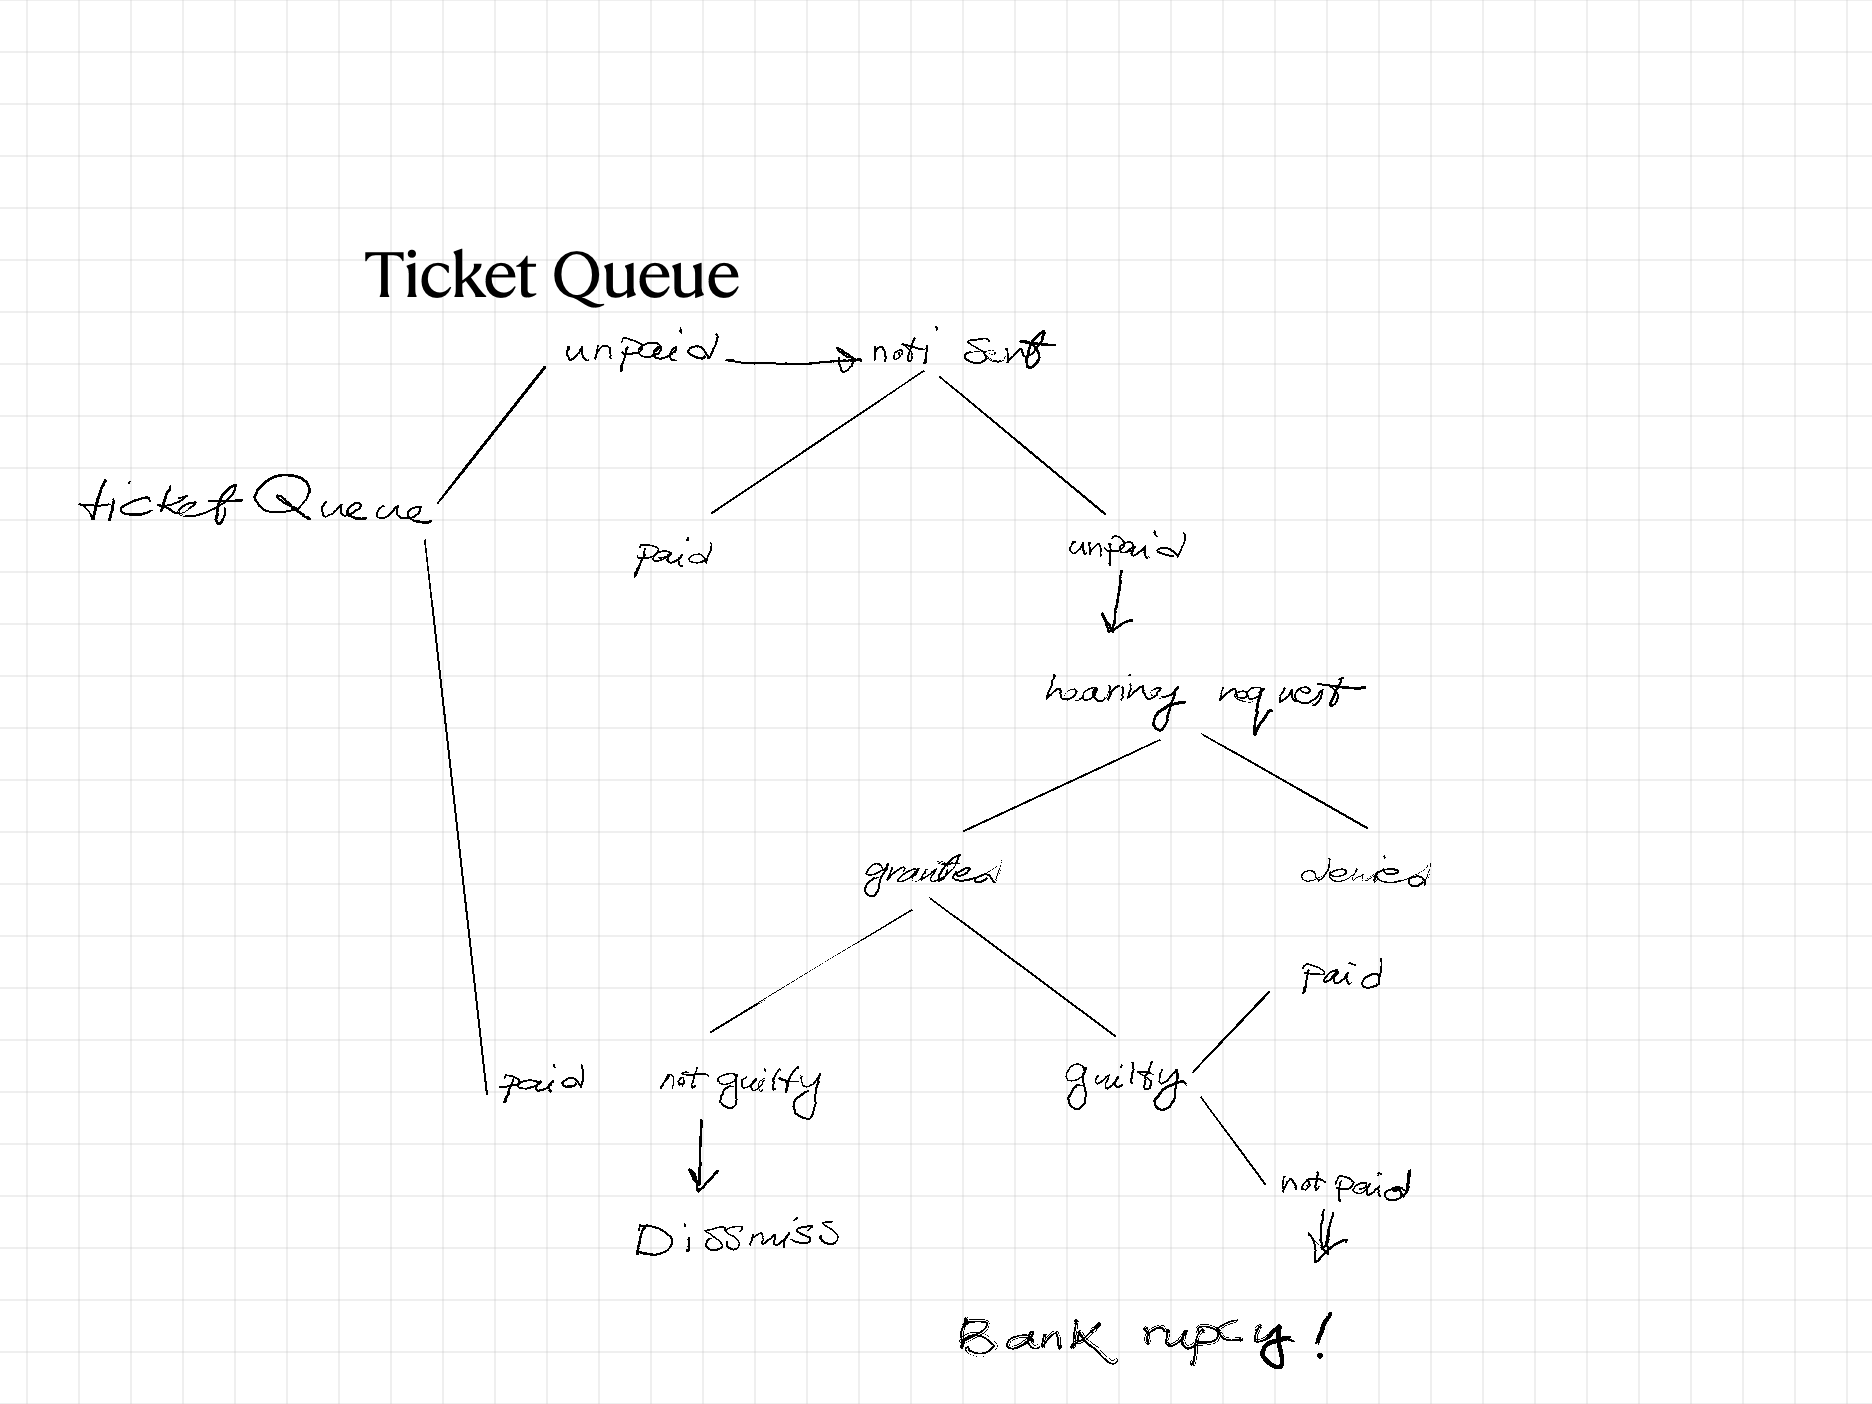 Ticket Queue
unpaid noti sent
ticket Queue
paid unpaid
hearing request
granted denied
paid
paid not guilty guilty
not paid
Dissmiss
Bank rupcy!